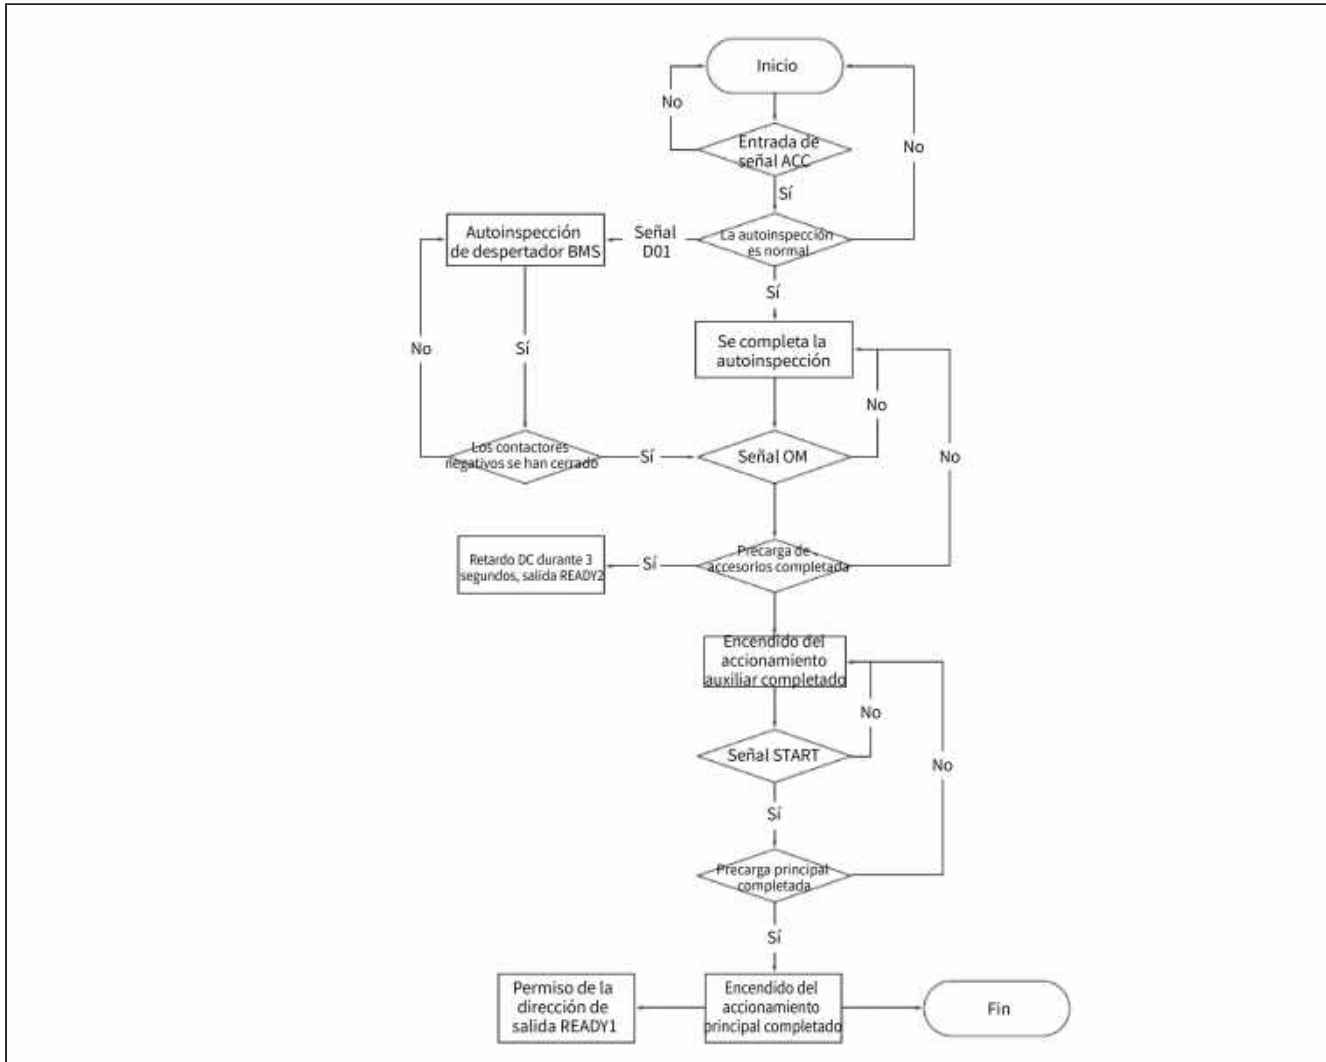 Inicio
No
Entrada de
señal ACC
No
Sí
Autoinspección
de despertador BMS
Señal
D01
La autoinspección
es normal
Sí
Se completa la
autoinspección
No
Sí
No
Los contactores
negativos se han cerrado
Sí
Señal OM
No
Retardo DC durante 3
segundos, salida READY2
Sí
Precarga de
accesorios completada
Encendido del
accionamiento
auxiliar completado
No
Señal START
No
Sí
Precarga principal
completada
Sí
Permiso de la
dirección de
salida READY1
Encendido del
accionamiento
principal completado
Fin